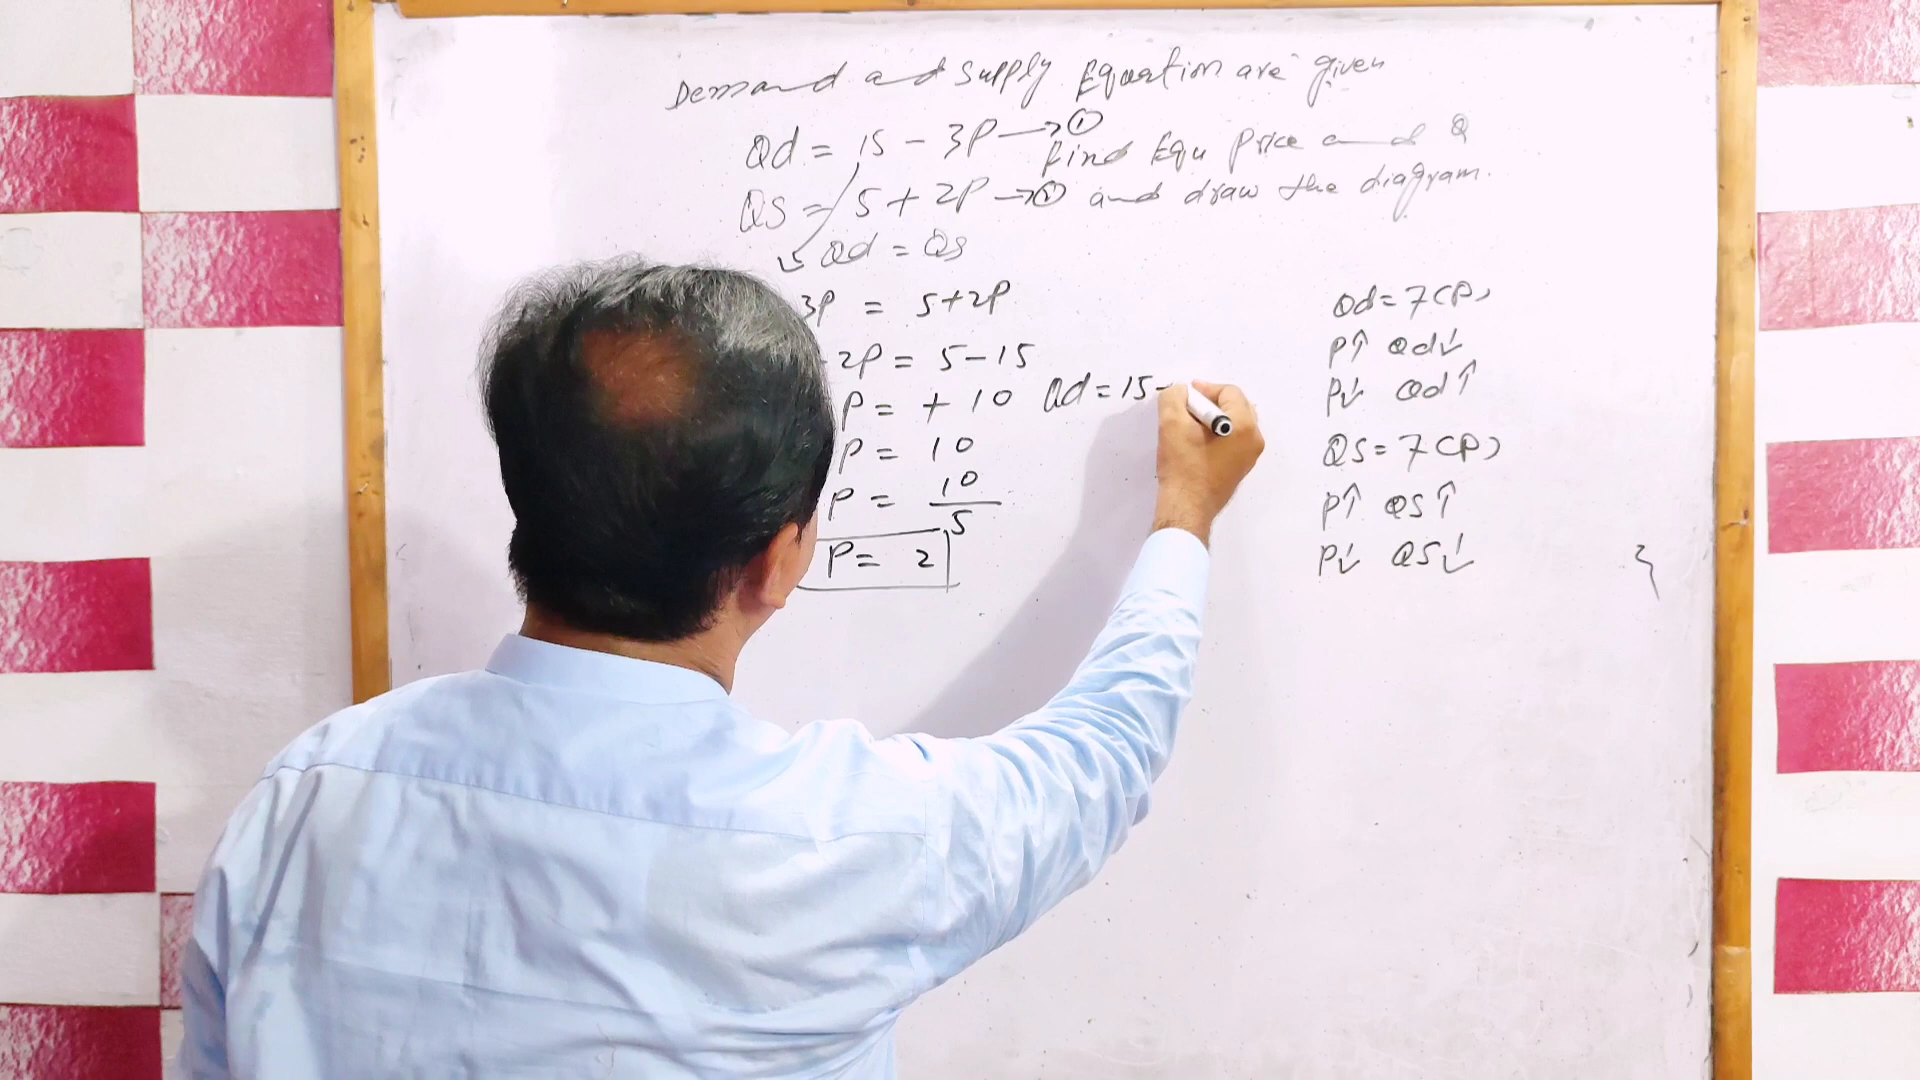 Demand and Supply Equation are given
Qd = 15 - 3P → ①
Find Equ Price and Q
QS = 5 + 2P → ② and draw the diagram.
Qd = QS
3P = 5+2P
-2P = 5-15
P = + 10
P = 10
P = 10/5
P = 2
Qd = 15 -
Qd = f(P)
P↑ Qd↓
P↓ Qd↑
QS = f(P)
P↑ QS↑
P↓ QS↓